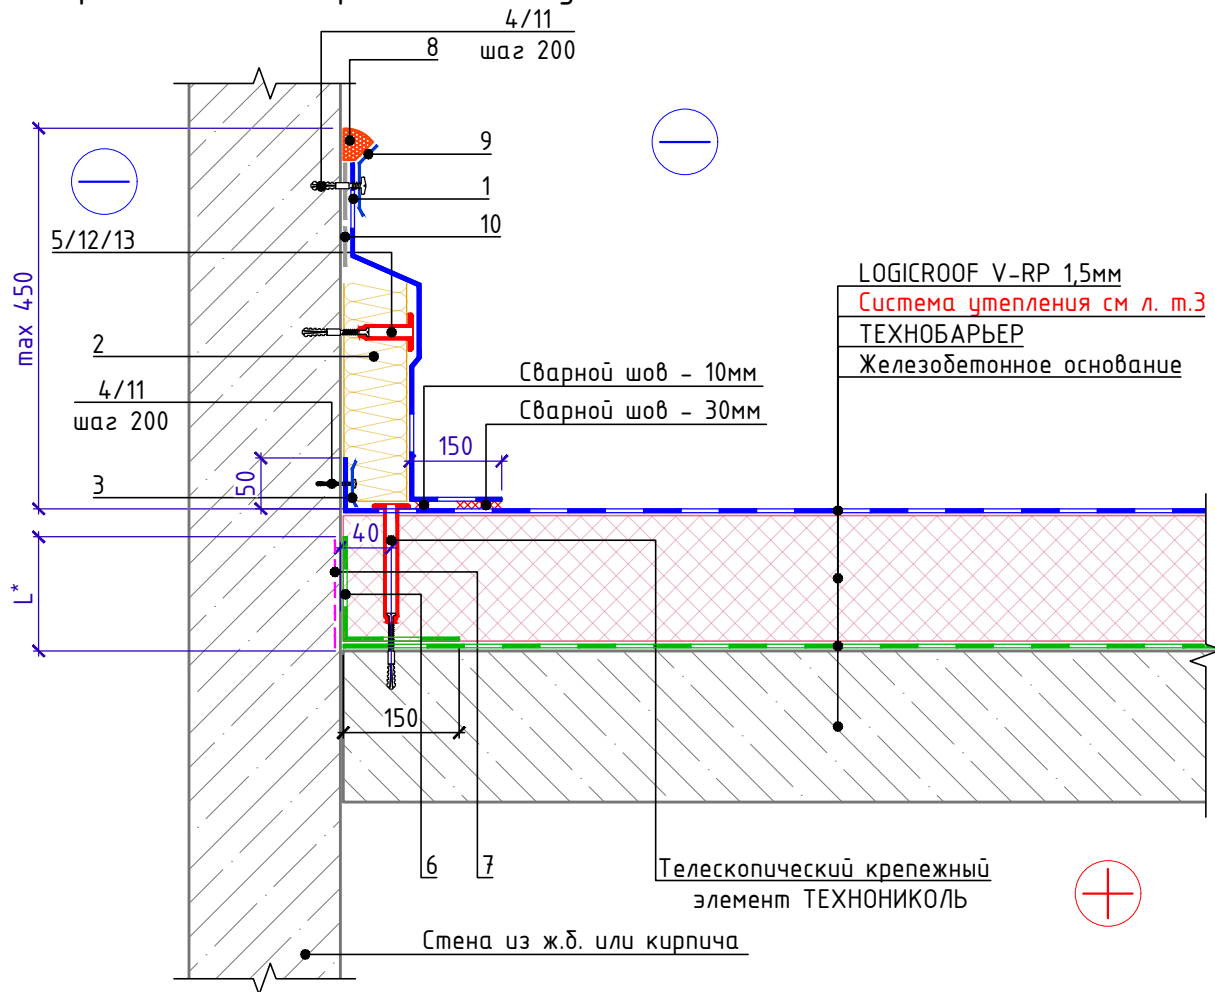 4/11
шаг 200
8
9
1
10
5/12/13
max 450
2
4/11
шаг 200
3
50
LOGICROOF V-RP 1,5мм
Система утепления см л. т.3
ТЕХНОБАРЬЕР
Железобетонное основание
Сварной шов - 10мм
Сварной шов - 30мм
150
40
L*
150
6
7
Телескопический крепежный
элемент ТЕХНОНИКОЛЬ
Стена из ж.б. или кирпича